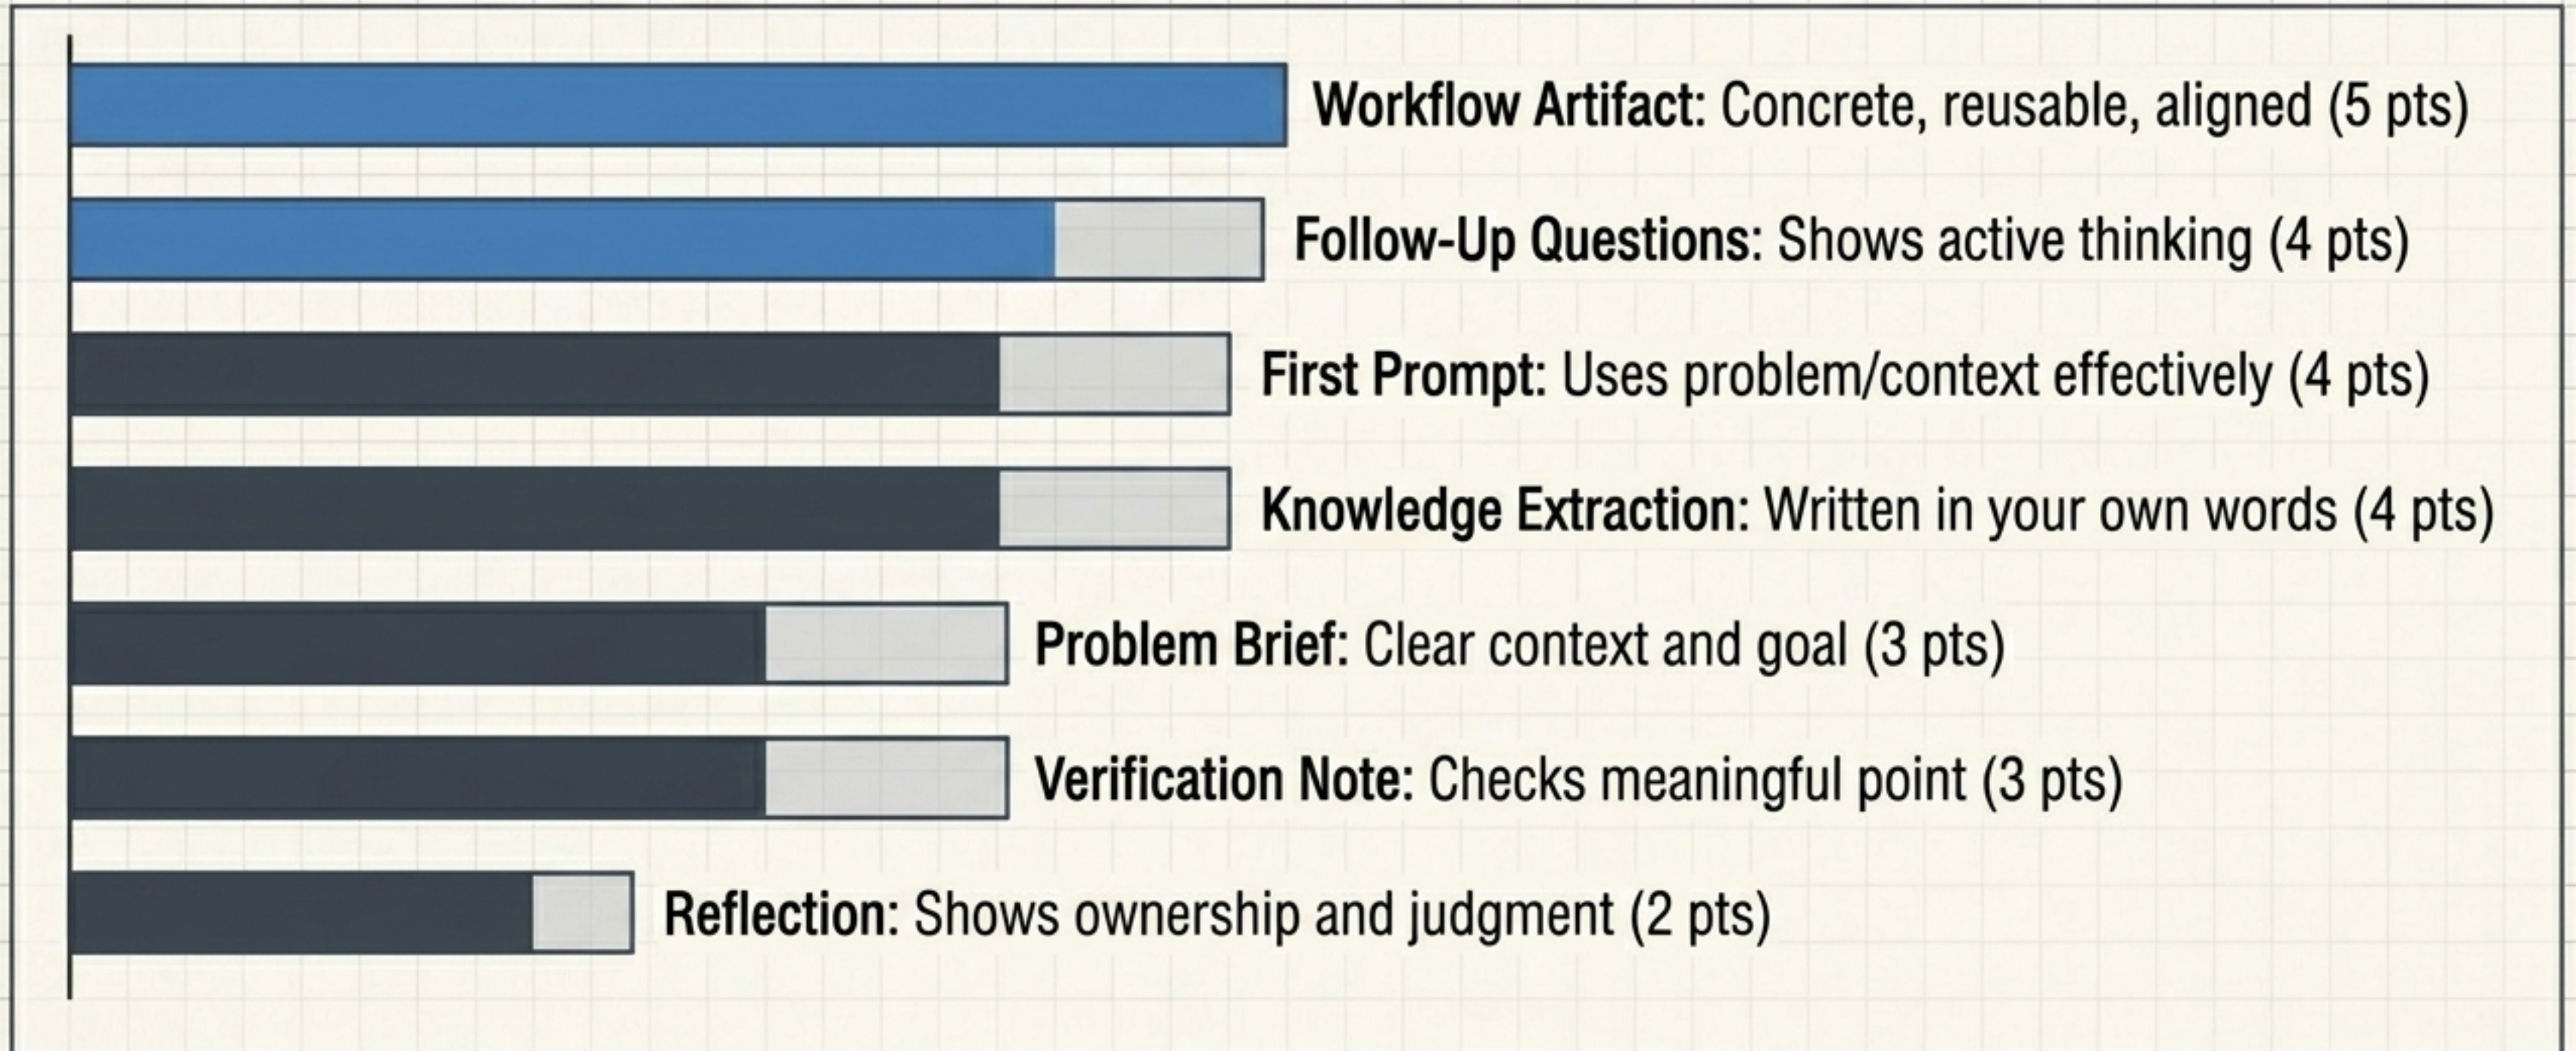 Workflow Artifact: Concrete, reusable, aligned (5 pts)
Follow-Up Questions: Shows active thinking (4 pts)
First Prompt: Uses problem/context effectively (4 pts)
Knowledge Extraction: Written in your own words (4 pts)
Problem Brief: Clear context and goal (3 pts)
Verification Note: Checks meaningful point (3 pts)
Reflection: Shows ownership and judgment (2 pts)